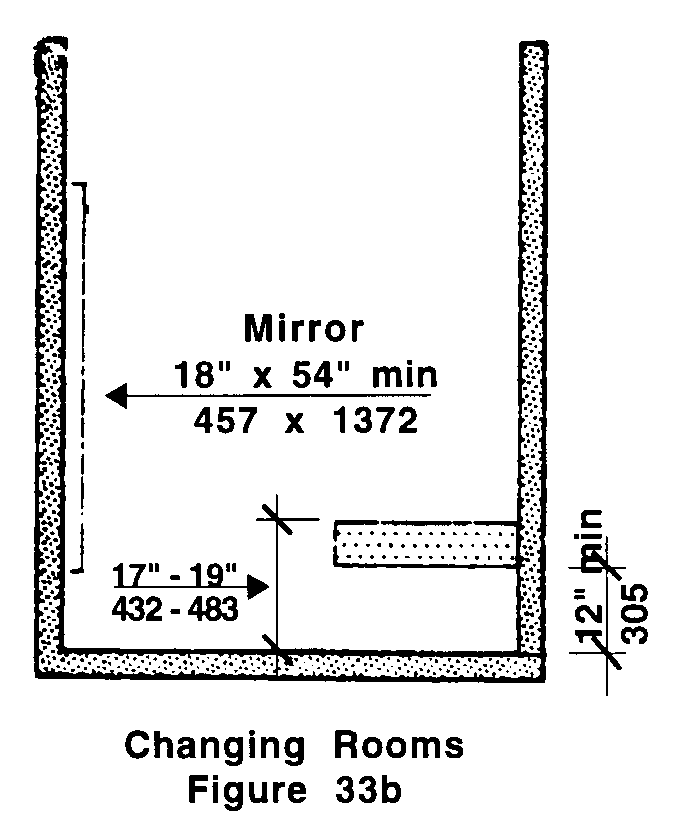 Mirror
18" x 54" min
457 x 1372
17" - 19"
432 - 483
12" min
305
Changing Rooms
Figure 33b